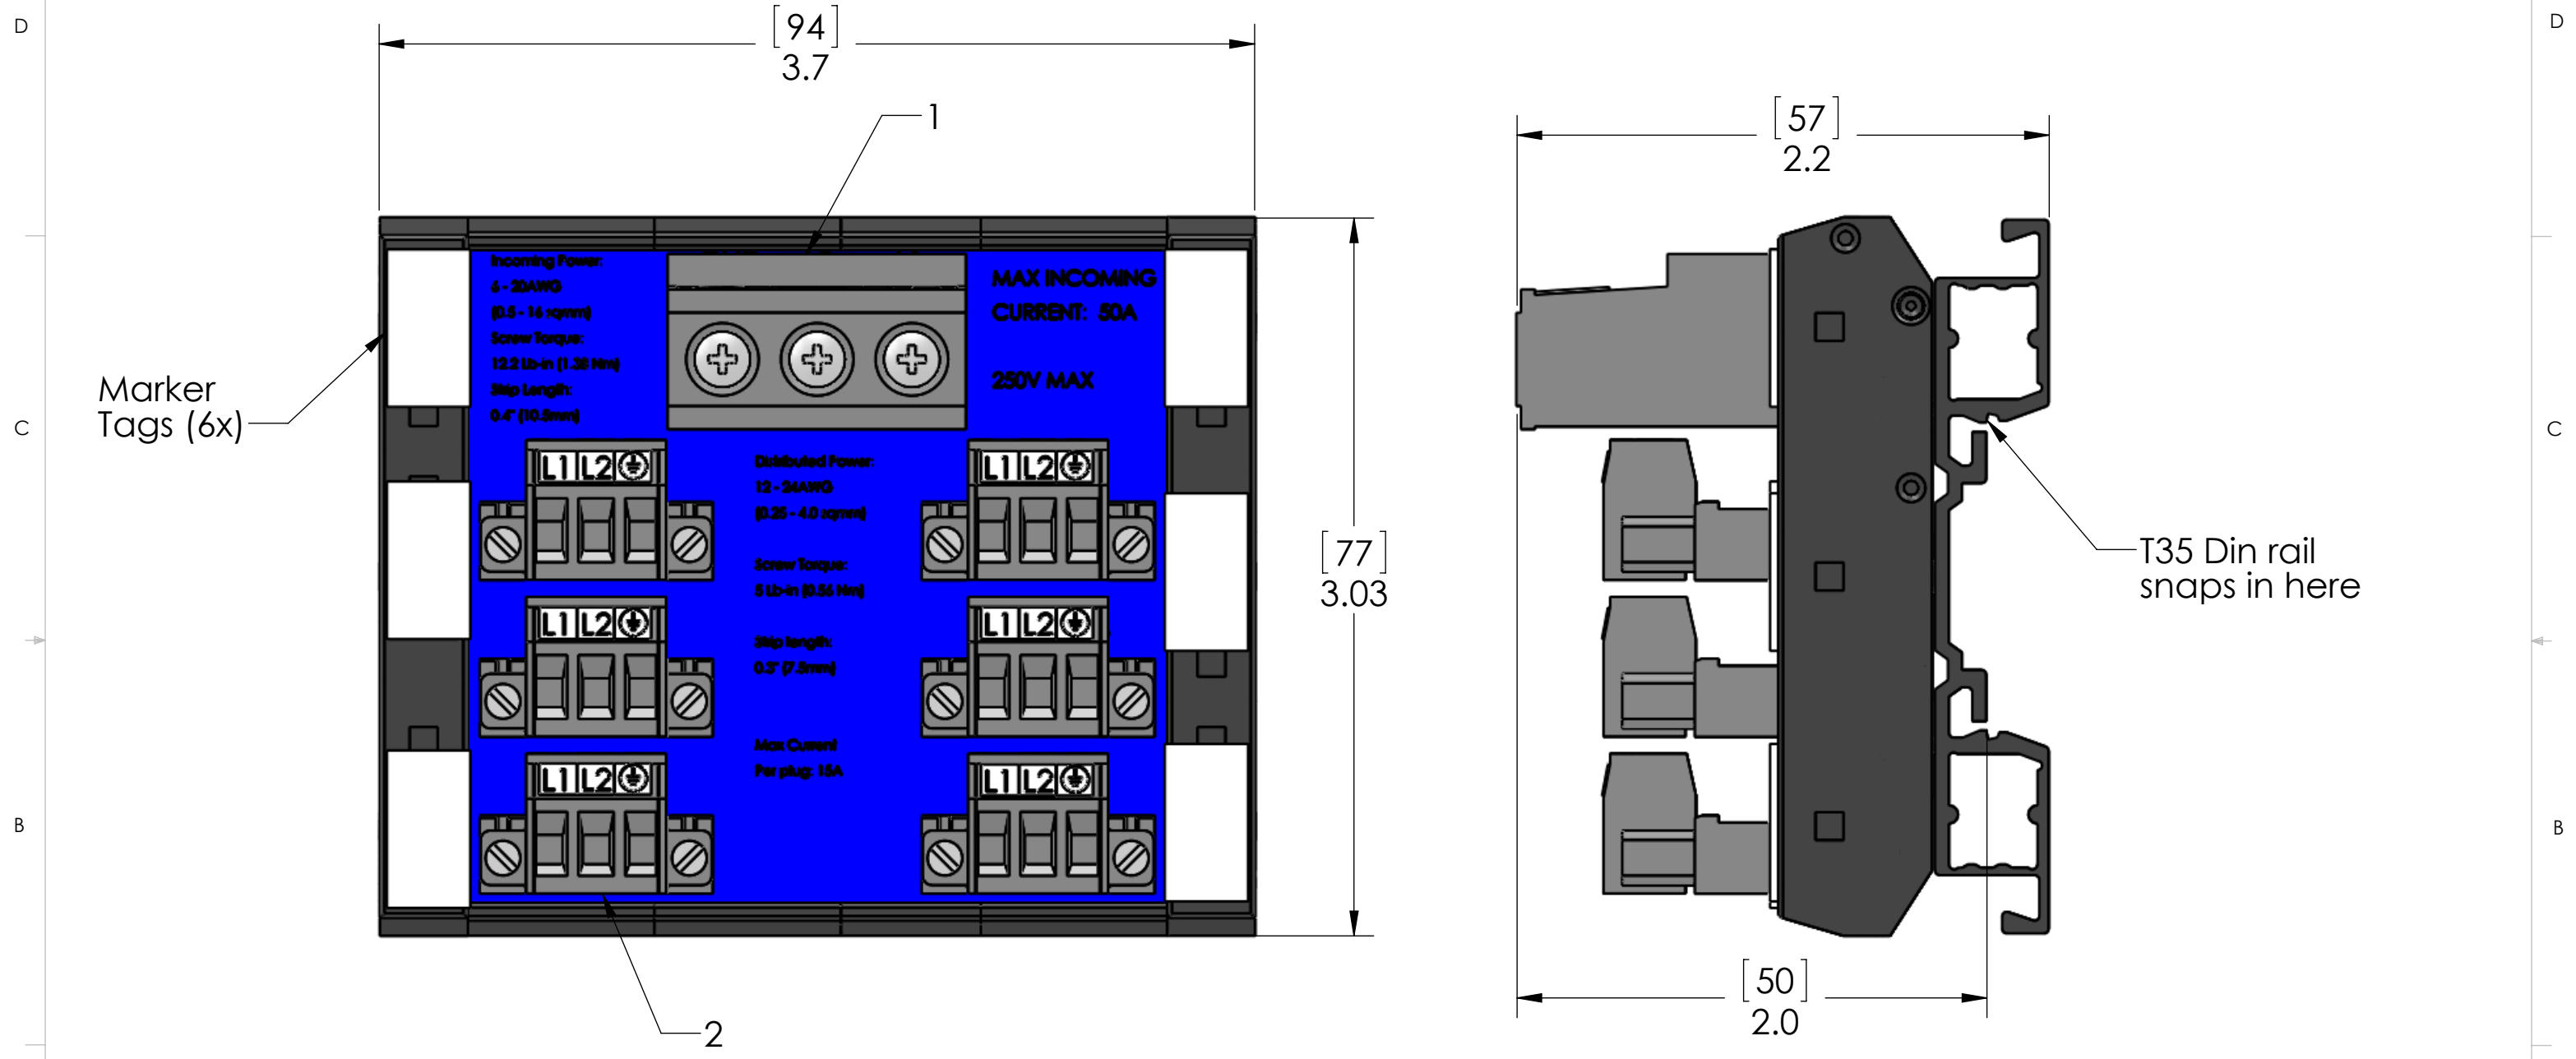 D
D
[94]
3.7
1
[57]
2.2
Incoming Power:
6 - 20AWG
(0.5 - 16 sqmm)
Screw Torque:
12.2 Lb-in (1.38 Nm)
Strip Length:
0.4" (10.5mm)
MAX INCOMING
CURRENT: 50A
250V MAX
Marker
Tags (6x)
C
C
L1 L2
L1 L2
Distributed Power:
12 - 24AWG
(0.25 - 4.0 sqmm)
Screw Torque:
5 Lb-in (0.56 Nm)
[77]
3.03
T35 Din rail
snaps in here
L1 L2
L1 L2
Strip length:
0.3" (7.5mm)
Max Current
Per plug: 15A
L1 L2
L1 L2
B
B
2
[50]
2.0